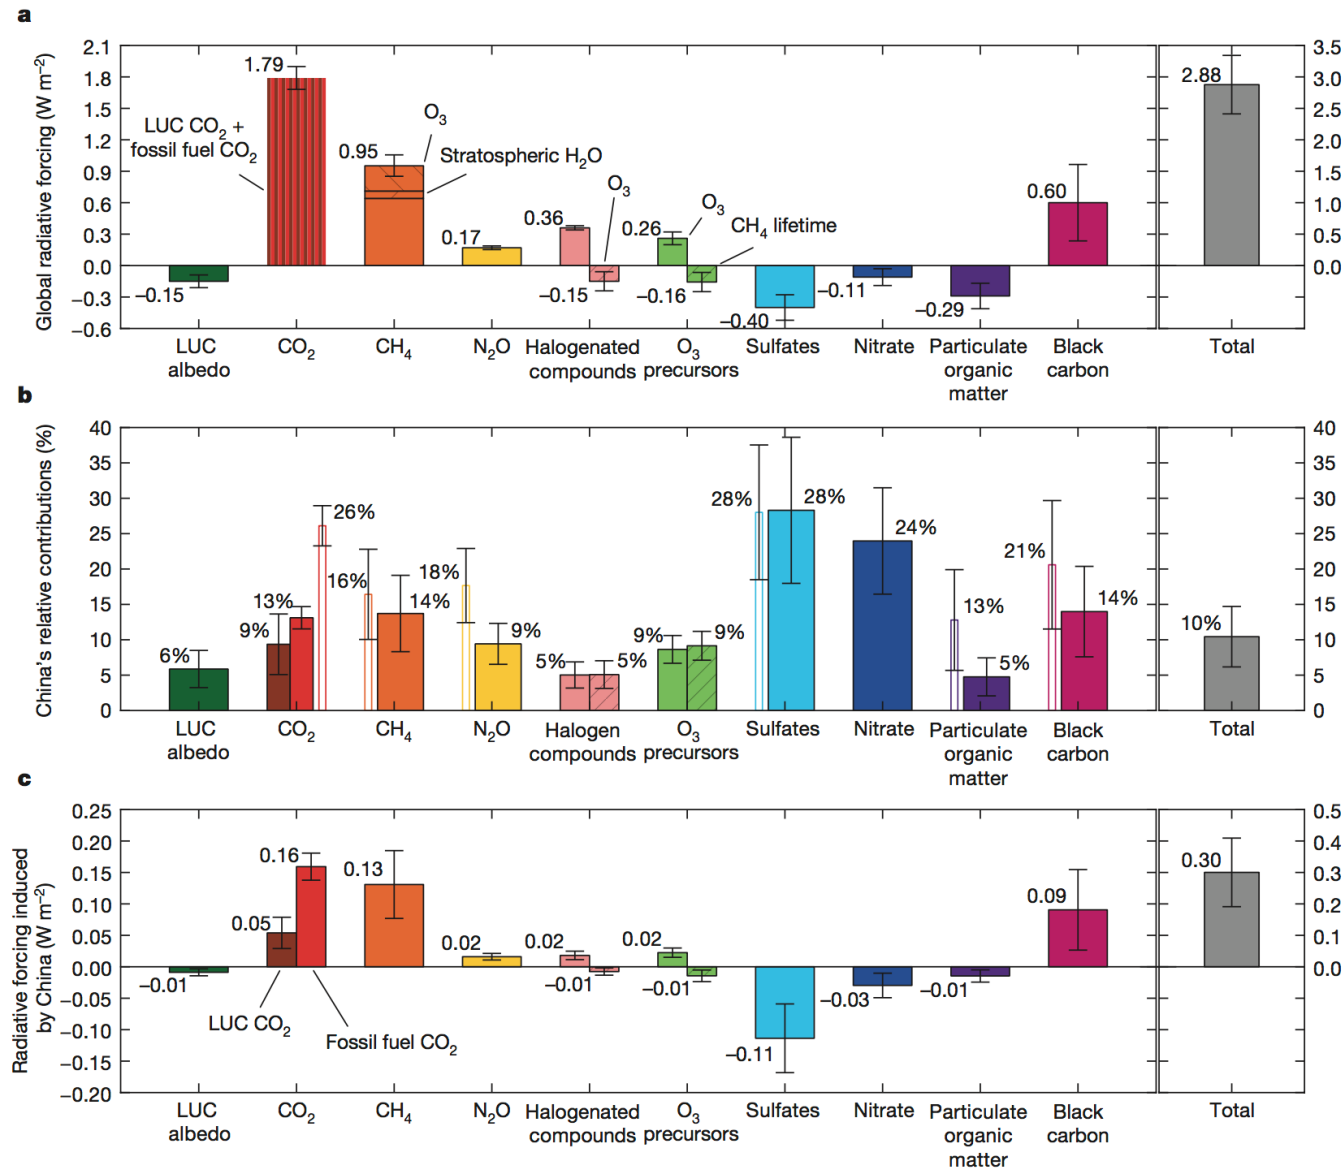 a
Global radiative forcing (W m⁻²)
2.1
1.8
1.5
1.2
0.9
0.6
0.3
0.0
−0.3
−0.6
3.5
3.0
2.5
2.0
1.5
1.0
0.5
0.0
1.79
LUC CO₂ +
fossil fuel CO₂
0.95
O₃
Stratospheric H₂O
−0.15
0.17
0.36
O₃
−0.15
0.26
O₃
CH₄ lifetime
−0.16
−0.40
−0.11
−0.29
0.60
2.88
LUC
albedo
CO₂
CH₄
N₂O
Halogenated
compounds
O₃
precursors
Sulfates
Nitrate
Particulate
organic
matter
Black
carbon
Total
b
China's relative contributions (%)
40
35
30
25
20
15
10
5
0
40
35
30
25
20
15
10
5
0
6%
9%
13%
26%
16%
14%
18%
9%
5%
5%
9%
9%
28%
28%
24%
13%
5%
21%
14%
10%
LUC
albedo
CO₂
CH₄
N₂O
Halogen
compounds
O₃
precursors
Sulfates
Nitrate
Particulate
organic
matter
Black
carbon
Total
c
Radiative forcing induced
by China (W m⁻²)
0.25
0.20
0.15
0.10
0.05
0.00
−0.05
−0.10
−0.15
−0.20
0.5
0.4
0.3
0.2
0.1
0.0
−0.01
0.05
0.16
LUC CO₂
Fossil fuel CO₂
0.13
0.02
0.02
−0.01
0.02
−0.01
−0.11
−0.03
−0.01
0.09
0.30
LUC
albedo
CO₂
CH₄
N₂O
Halogenated
compounds
O₃
precursors
Sulfates
Nitrate
Particulate
organic
matter
Black
carbon
Total